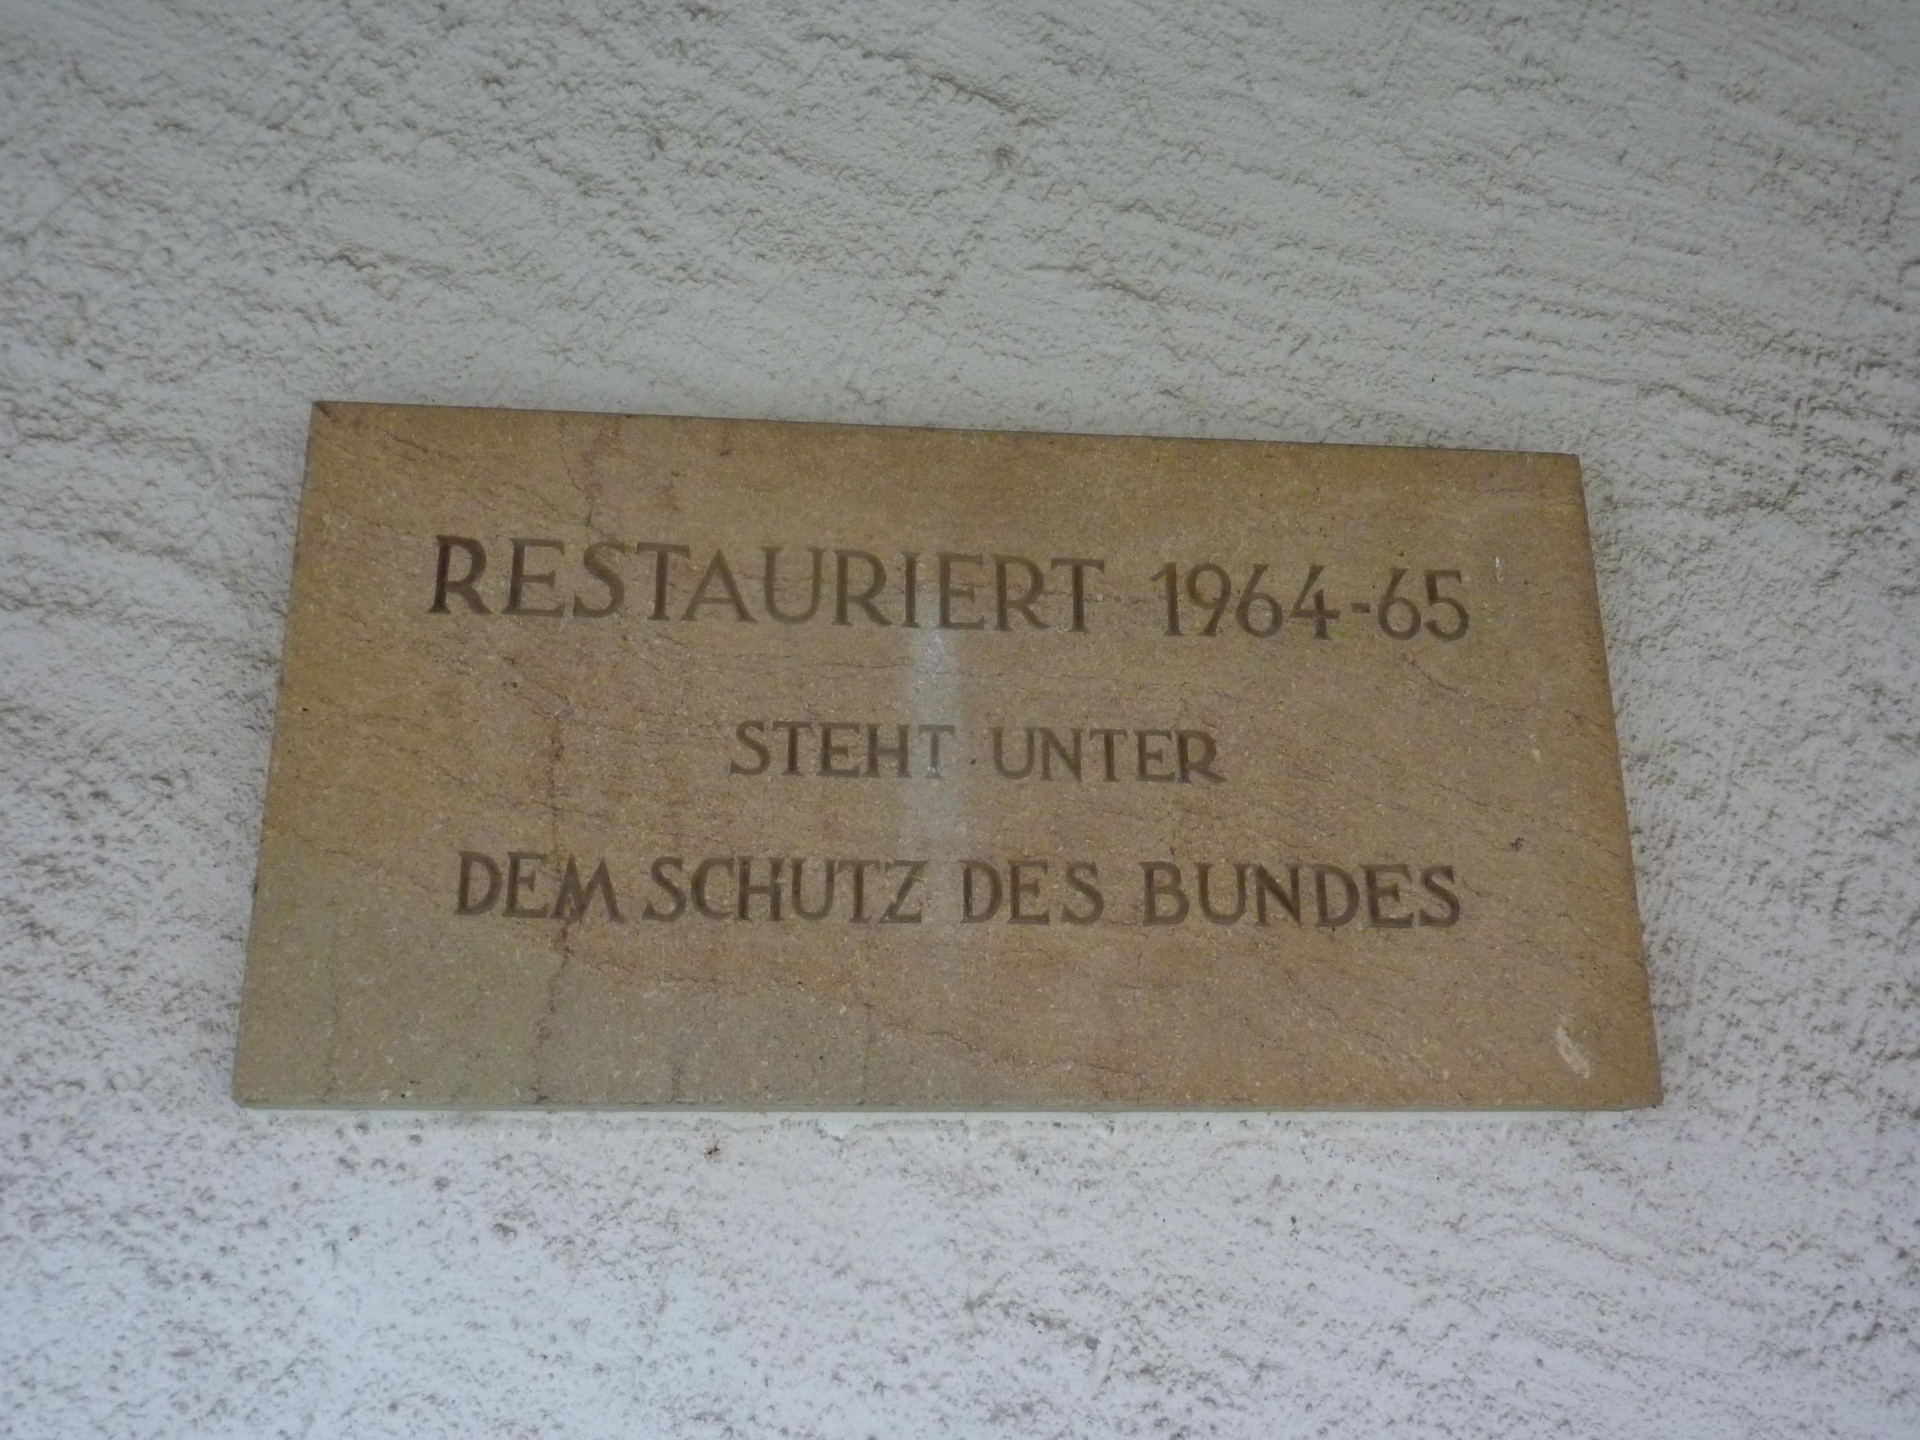 RESTAURIERT 1964-65
STEHT UNTER
DEM SCHUTZ DES BUNDES